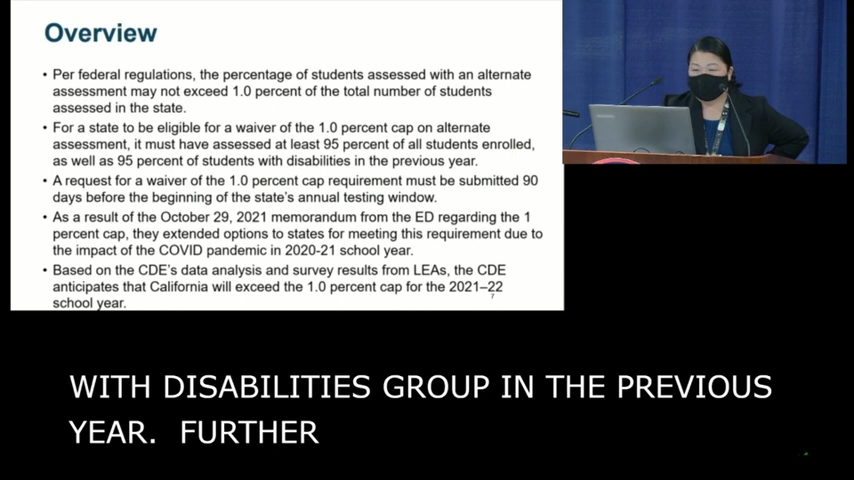 Overview
• Per federal regulations, the percentage of students assessed with an alternate
assessment may not exceed 1.0 percent of the total number of students
assessed in the state.
• For a state to be eligible for a waiver of the 1.0 percent cap on alternate
assessment, it must have assessed at least 95 percent of all students enrolled,
as well as 95 percent of students with disabilities in the previous year.
• A request for a waiver of the 1.0 percent cap requirement must be submitted 90
days before the beginning of the state's annual testing window.
• As a result of the October 29, 2021 memorandum from the ED regarding the 1
percent cap, they extended options to states for meeting this requirement due to
the impact of the COVID pandemic in 2020-21 school year.
• Based on the CDE's data analysis and survey results from LEAs, the CDE
anticipates that California will exceed the 1.0 percent cap for the 2021–22
school year.
7
WITH DISABILITIES GROUP IN THE PREVIOUS
YEAR. FURTHER